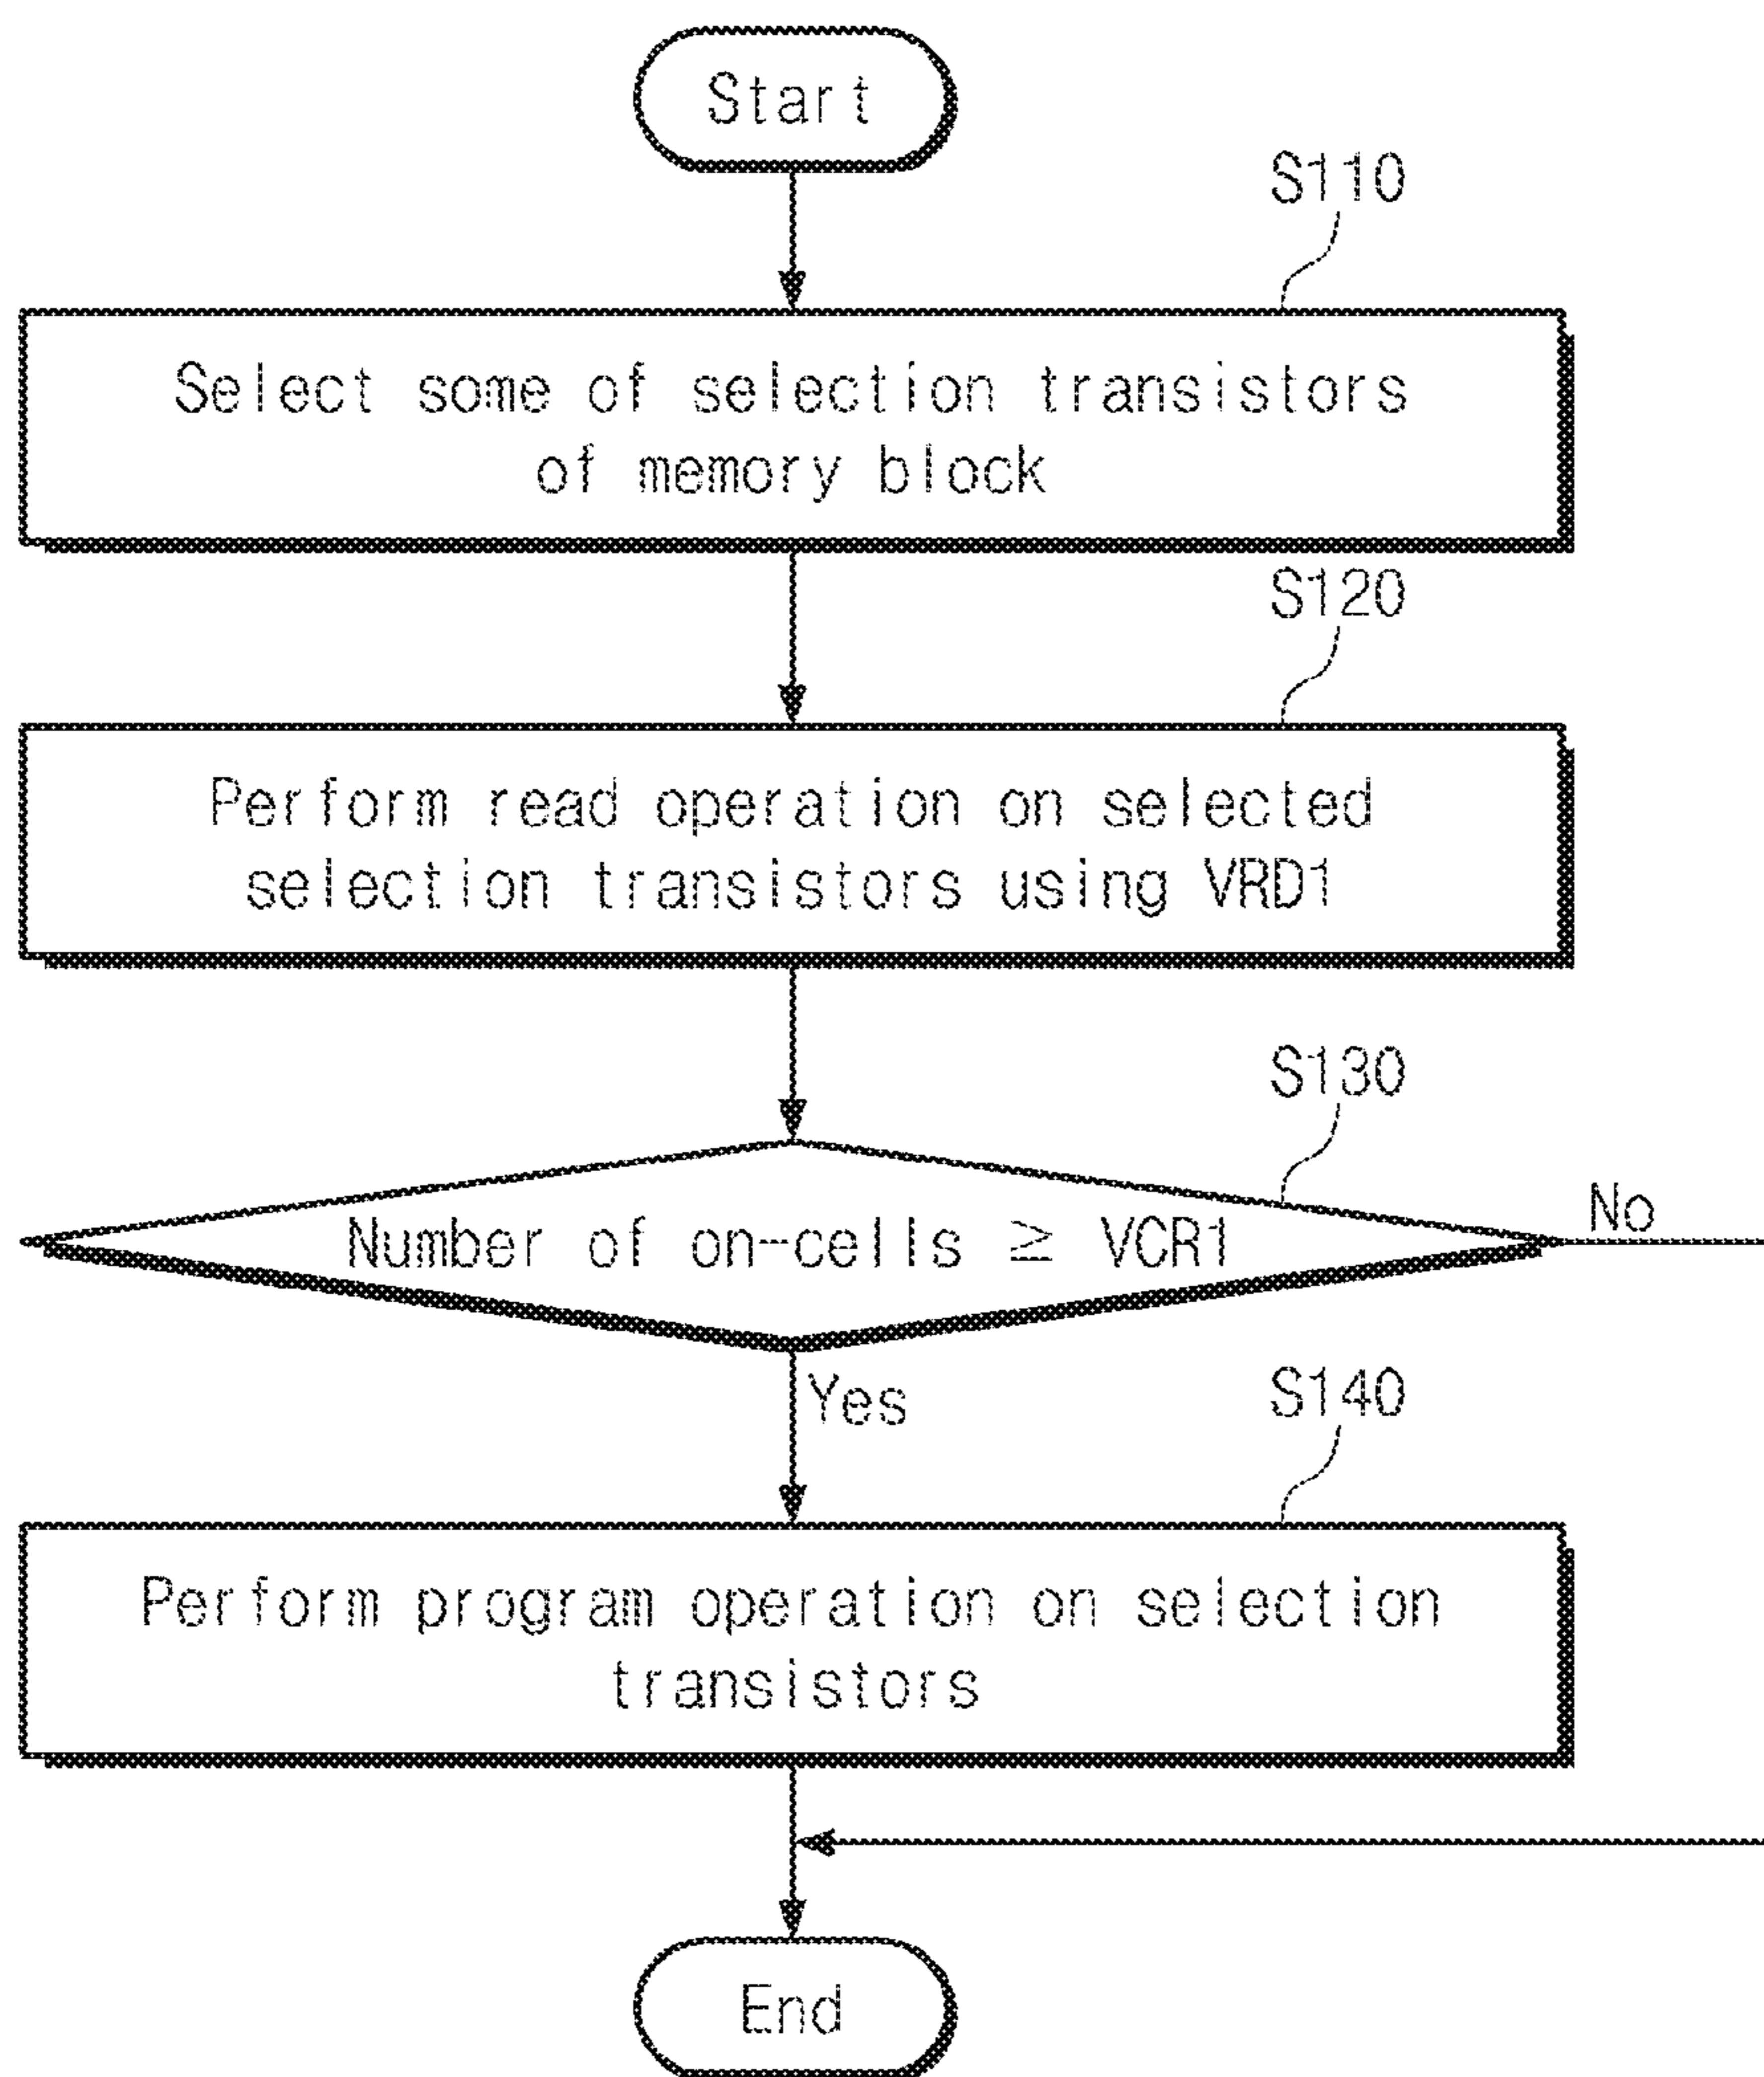 Start
S110
Select some of selection transistors
of memory block
S120
Perform read operation on selected
selection transistors using VRD1
S130
Number of on-cells ≧ VCR1
No
Yes
S140
Perform program operation on selection
transistors
End